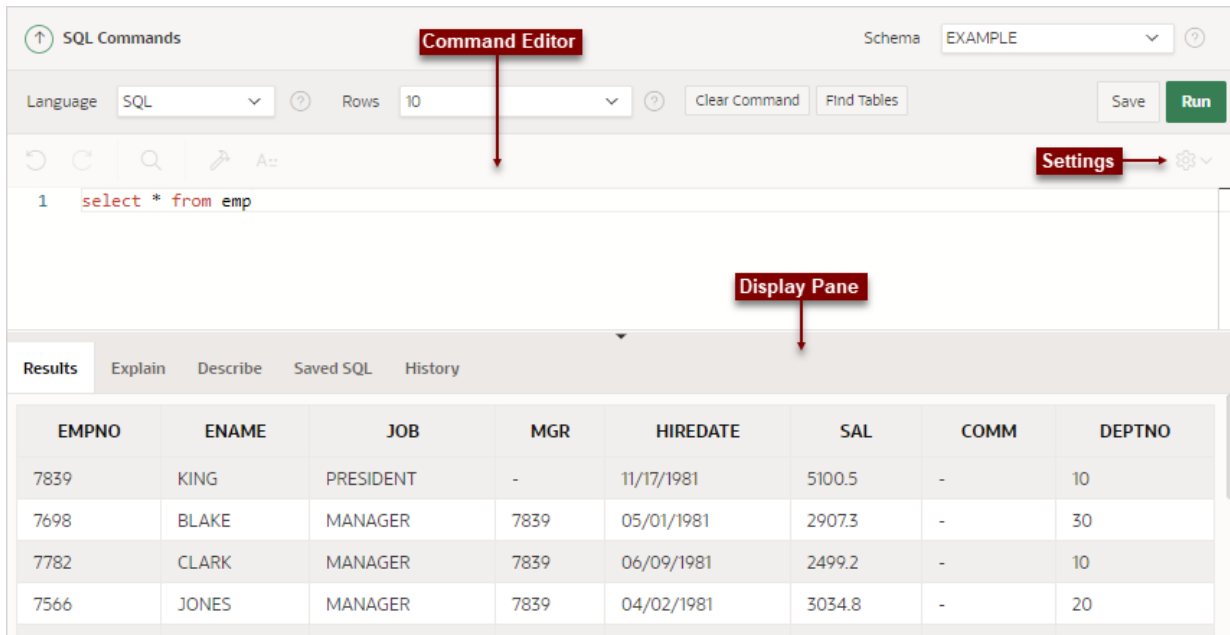 SQL Commands
Command Editor
Schema EXAMPLE
Language SQL Rows 10 Clear Command Find Tables Save Run
A::
Settings
1 select * from emp
Display Pane
Results Explain Describe Saved SQL History
EMPNO ENAME JOB MGR HIREDATE SAL COMM DEPTNO
7839 KING PRESIDENT - 11/17/1981 5100.5 - 10
7698 BLAKE MANAGER 7839 05/01/1981 2907.3 - 30
7782 CLARK MANAGER 7839 06/09/1981 2499.2 - 10
7566 JONES MANAGER 7839 04/02/1981 3034.8 - 20